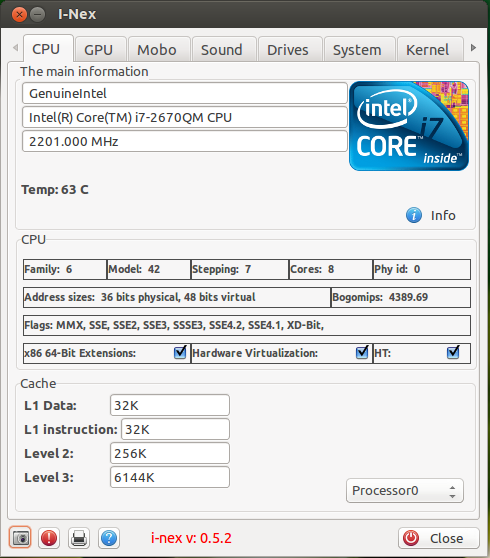 I-Nex
CPU GPU Mobo Sound Drives System Kernel
The main information
GenuineIntel
Intel(R) Core(TM) i7-2670QM CPU
2201.000 MHz
intel
CORE i7
inside™
Temp: 63 C
Info
CPU
Family: 6 Model: 42 Stepping: 7 Cores: 8 Phy id: 0
Address sizes: 36 bits physical, 48 bits virtual Bogomips: 4389.69
Flags: MMX, SSE, SSE2, SSE3, SSSE3, SSE4.2, SSE4.1, XD-Bit,
x86 64-Bit Extensions: Hardware Virtualization: HT:
Cache
L1 Data: 32K
L1 instruction: 32K
Level 2: 256K
Level 3: 6144K
Processor0
i-nex v: 0.5.2
Close